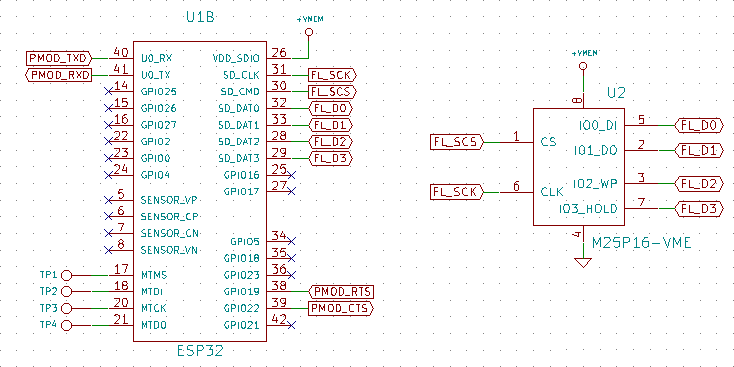 U1B
+VMEM
PMOD_TXD 40 U0_RX VDD_SDIO 26
PMOD_RXD 41 U0_TX SD_CLK 31 FL_SCK
14 GPIO25 SD_CMD 30 FL_SCS
15 GPIO26 SD_DAT0 32 FL_D0
16 GPIO27 SD_DAT1 33 FL_D1
22 GPIO2 SD_DAT2 28 FL_D2
23 GPIO0 SD_DAT3 29 FL_D3
24 GPIO4 GPIO16 25
GPIO17 27
5 SENSOR_VP
6 SENSOR_CP
7 SENSOR_CN GPIO5 34
8 SENSOR_VN GPIO18 35
TP1 17 MTMS GPIO23 36
TP2 18 MTDI GPIO19 38 PMOD_RTS
TP3 20 MTCK GPIO22 39 PMOD_CTS
TP4 21 MTDO GPIO21 42
ESP32
+VMEM
U2
8
FL_SCS 1 CS IO0_DI 5 FL_D0
IO1_DO 2 FL_D1
FL_SCK 6 CLK IO2_WP 3 FL_D2
IO3_HOLD 7 FL_D3
4
M25P16-VME